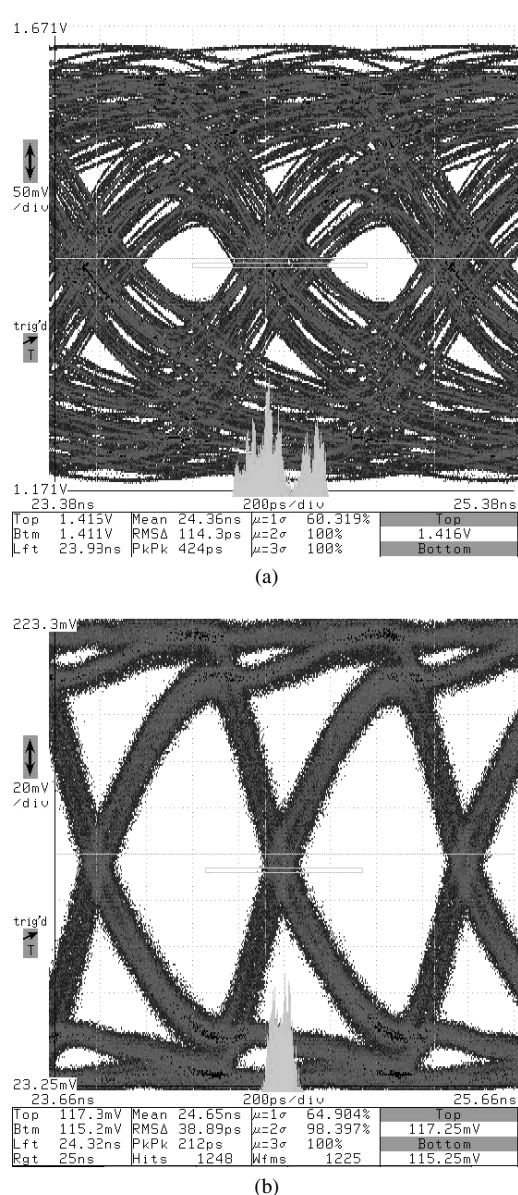 1.671V
50mV
/div
trig'd
T
1.171V
23.38ns 200ps/div 25.38ns
Top 1.415V Mean 24.36ns μ=1σ 60.319% Top
Btm 1.411V RMSΔ 114.3ps μ=2σ 100% 1.416V
Lft 23.93ns PkPk 424ps μ=3σ 100% Bottom
(a)
223.3mV
20mV
/div
trig'd
T
23.25mV
23.66ns 200ps/div 25.66ns
Top 117.3mV Mean 24.65ns μ=1σ 64.904% Top
Btm 115.2mV RMSΔ 38.89ps μ=2σ 98.397% 117.25mV
Lft 24.32ns PkPk 212ps μ=3σ 100% Bottom
Rgt 25ns Hits 1248 Wfms 1225 115.25mV
(b)